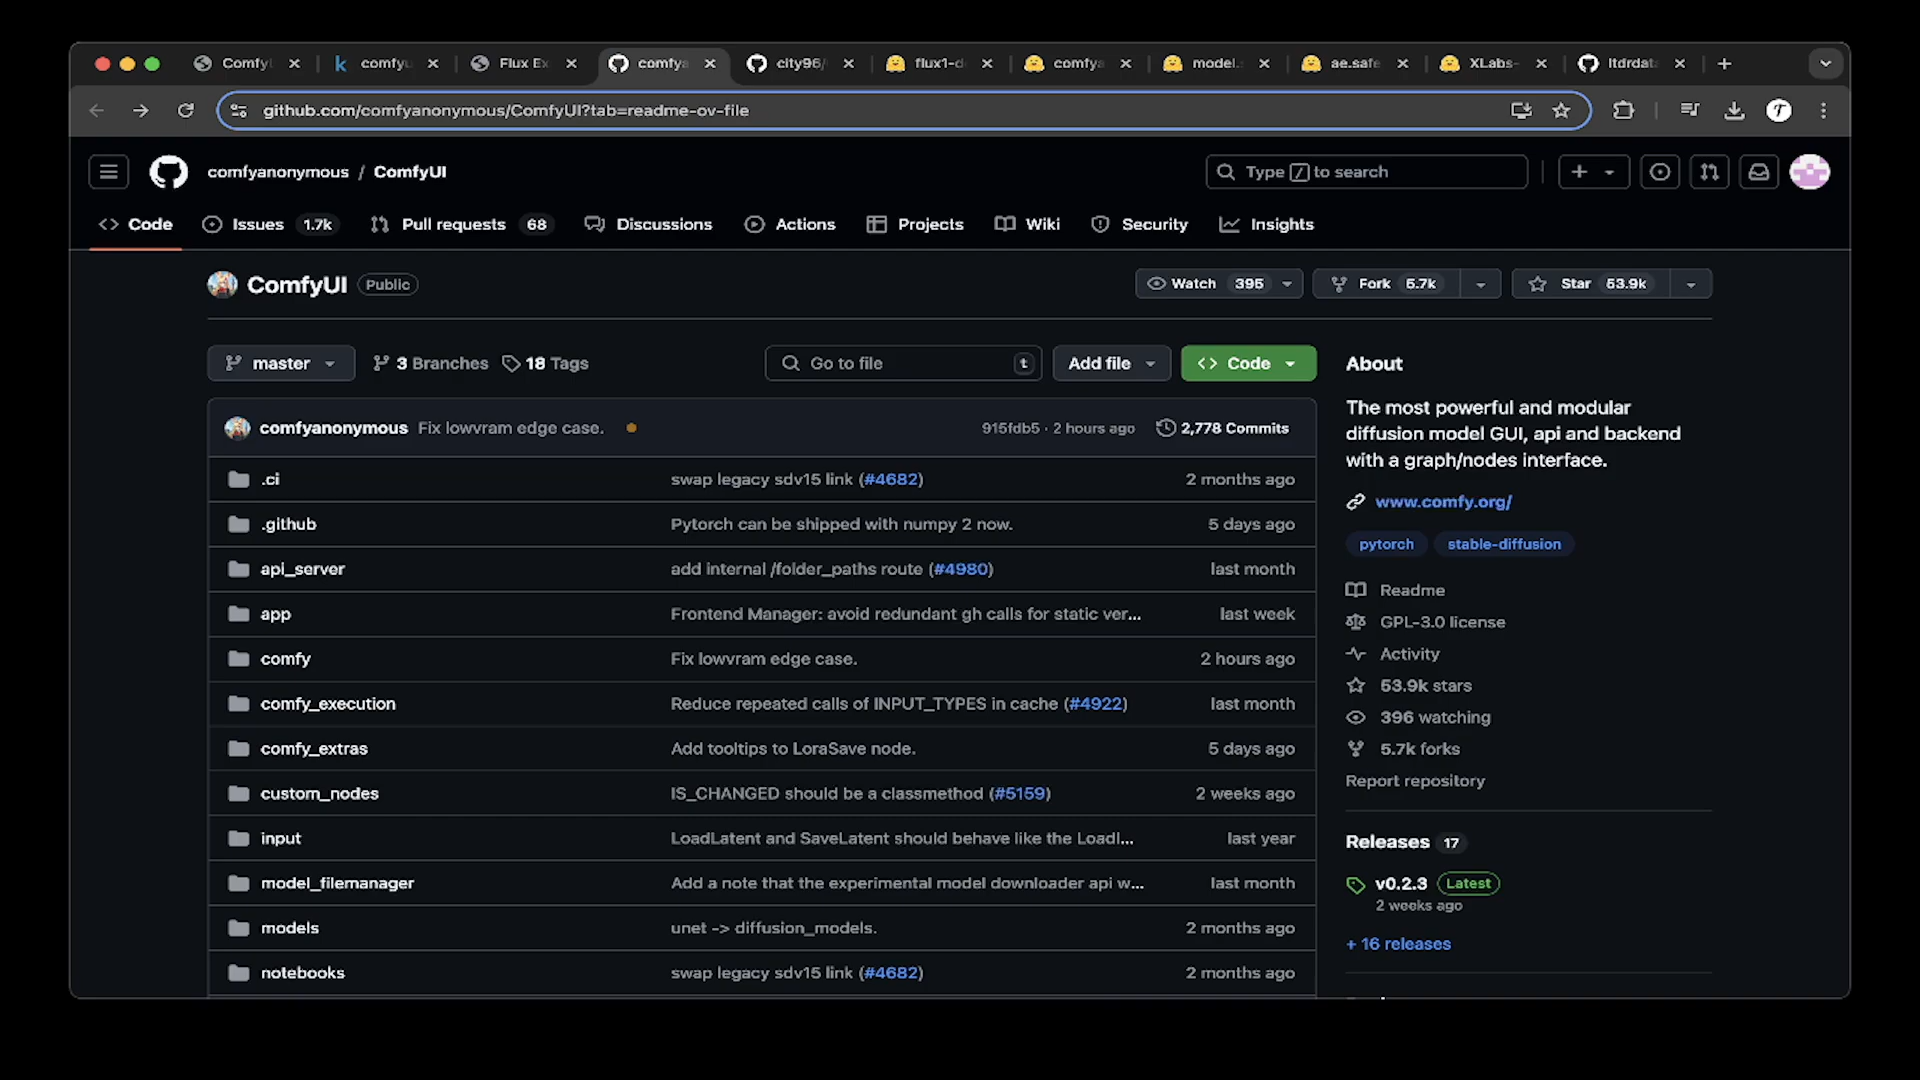 Comfy
comfyu
Flux Ex
comfya
city96/
flux1-d
comfya
model.
ae.safe
XLabs-
ltdrdata
github.com/comfyanonymous/ComfyUI?tab=readme-ov-file
T
comfyanonymous / ComfyUI
Type / to search
Code
Issues 1.7k
Pull requests 68
Discussions
Actions
Projects
Wiki
Security
Insights
ComfyUI Public
Watch 395
Fork 5.7k
Star 53.9k
master
3 Branches
18 Tags
Go to file t
Add file
Code
comfyanonymous Fix lowvram edge case. 915fdb5 · 2 hours ago 2,778 Commits
.ci swap legacy sdv15 link (#4682) 2 months ago
.github Pytorch can be shipped with numpy 2 now. 5 days ago
api_server add internal /folder_paths route (#4980) last month
app Frontend Manager: avoid redundant gh calls for static ver... last week
comfy Fix lowvram edge case. 2 hours ago
comfy_execution Reduce repeated calls of INPUT_TYPES in cache (#4922) last month
comfy_extras Add tooltips to LoraSave node. 5 days ago
custom_nodes IS_CHANGED should be a classmethod (#5159) 2 weeks ago
input LoadLatent and SaveLatent should behave like the LoadI... last year
model_filemanager Add a note that the experimental model downloader api w... last month
models unet -> diffusion_models. 2 months ago
notebooks swap legacy sdv15 link (#4682) 2 months ago
About
The most powerful and modular
diffusion model GUI, api and backend
with a graph/nodes interface.
www.comfy.org/
pytorch stable-diffusion
Readme
GPL-3.0 license
Activity
53.9k stars
396 watching
5.7k forks
Report repository
Releases 17
v0.2.3 Latest
2 weeks ago
+ 16 releases